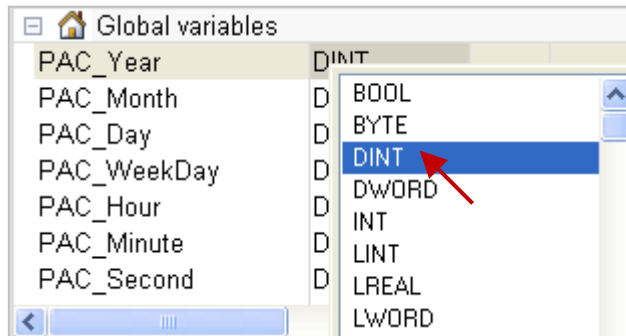 Global variables
PAC_Year DINT
PAC_Month D
PAC_Day D
PAC_WeekDay D
PAC_Hour D
PAC_Minute D
PAC_Second D
BOOL
BYTE
DINT
DWORD
INT
LINT
LREAL
LWORD